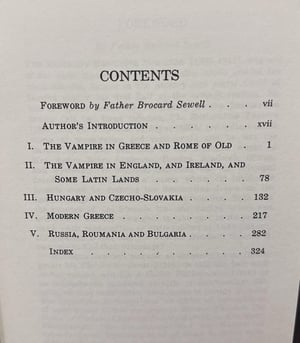 CONTENTS
FOREWORD by Father Brocard Sewell . . . vii
AUTHOR'S INTRODUCTION . . . . . . xvii
I. THE VAMPIRE IN GREECE AND ROME OF OLD . 1
II. THE VAMPIRE IN ENGLAND, AND IRELAND, AND
SOME LATIN LANDS . . . . . . 78
III. HUNGARY AND CZECHO-SLOVAKIA . . . . 132
IV. MODERN GREECE . . . . . . . 217
V. RUSSIA, ROUMANIA AND BULGARIA . . . . 282
INDEX . . . . . . . . . 324